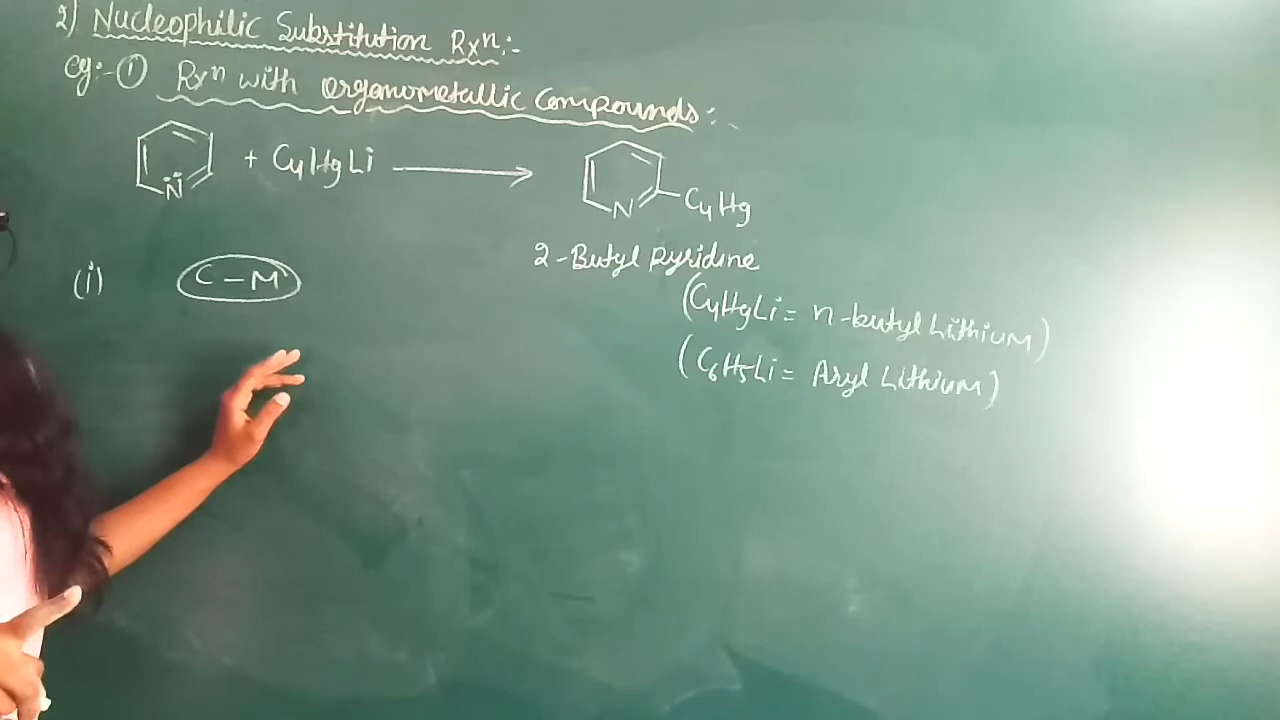 2) Nucleophilic Substitution Rxⁿ:-
eg:- ① Rxⁿ with organometallic Compounds:-
N̈ + C4H9Li ⟶ N C4H9
2-Butyl pyridine
(i) C – M
(C4H9Li = n-butyl Lithium)
(C6H5Li = Aryl Lithium)